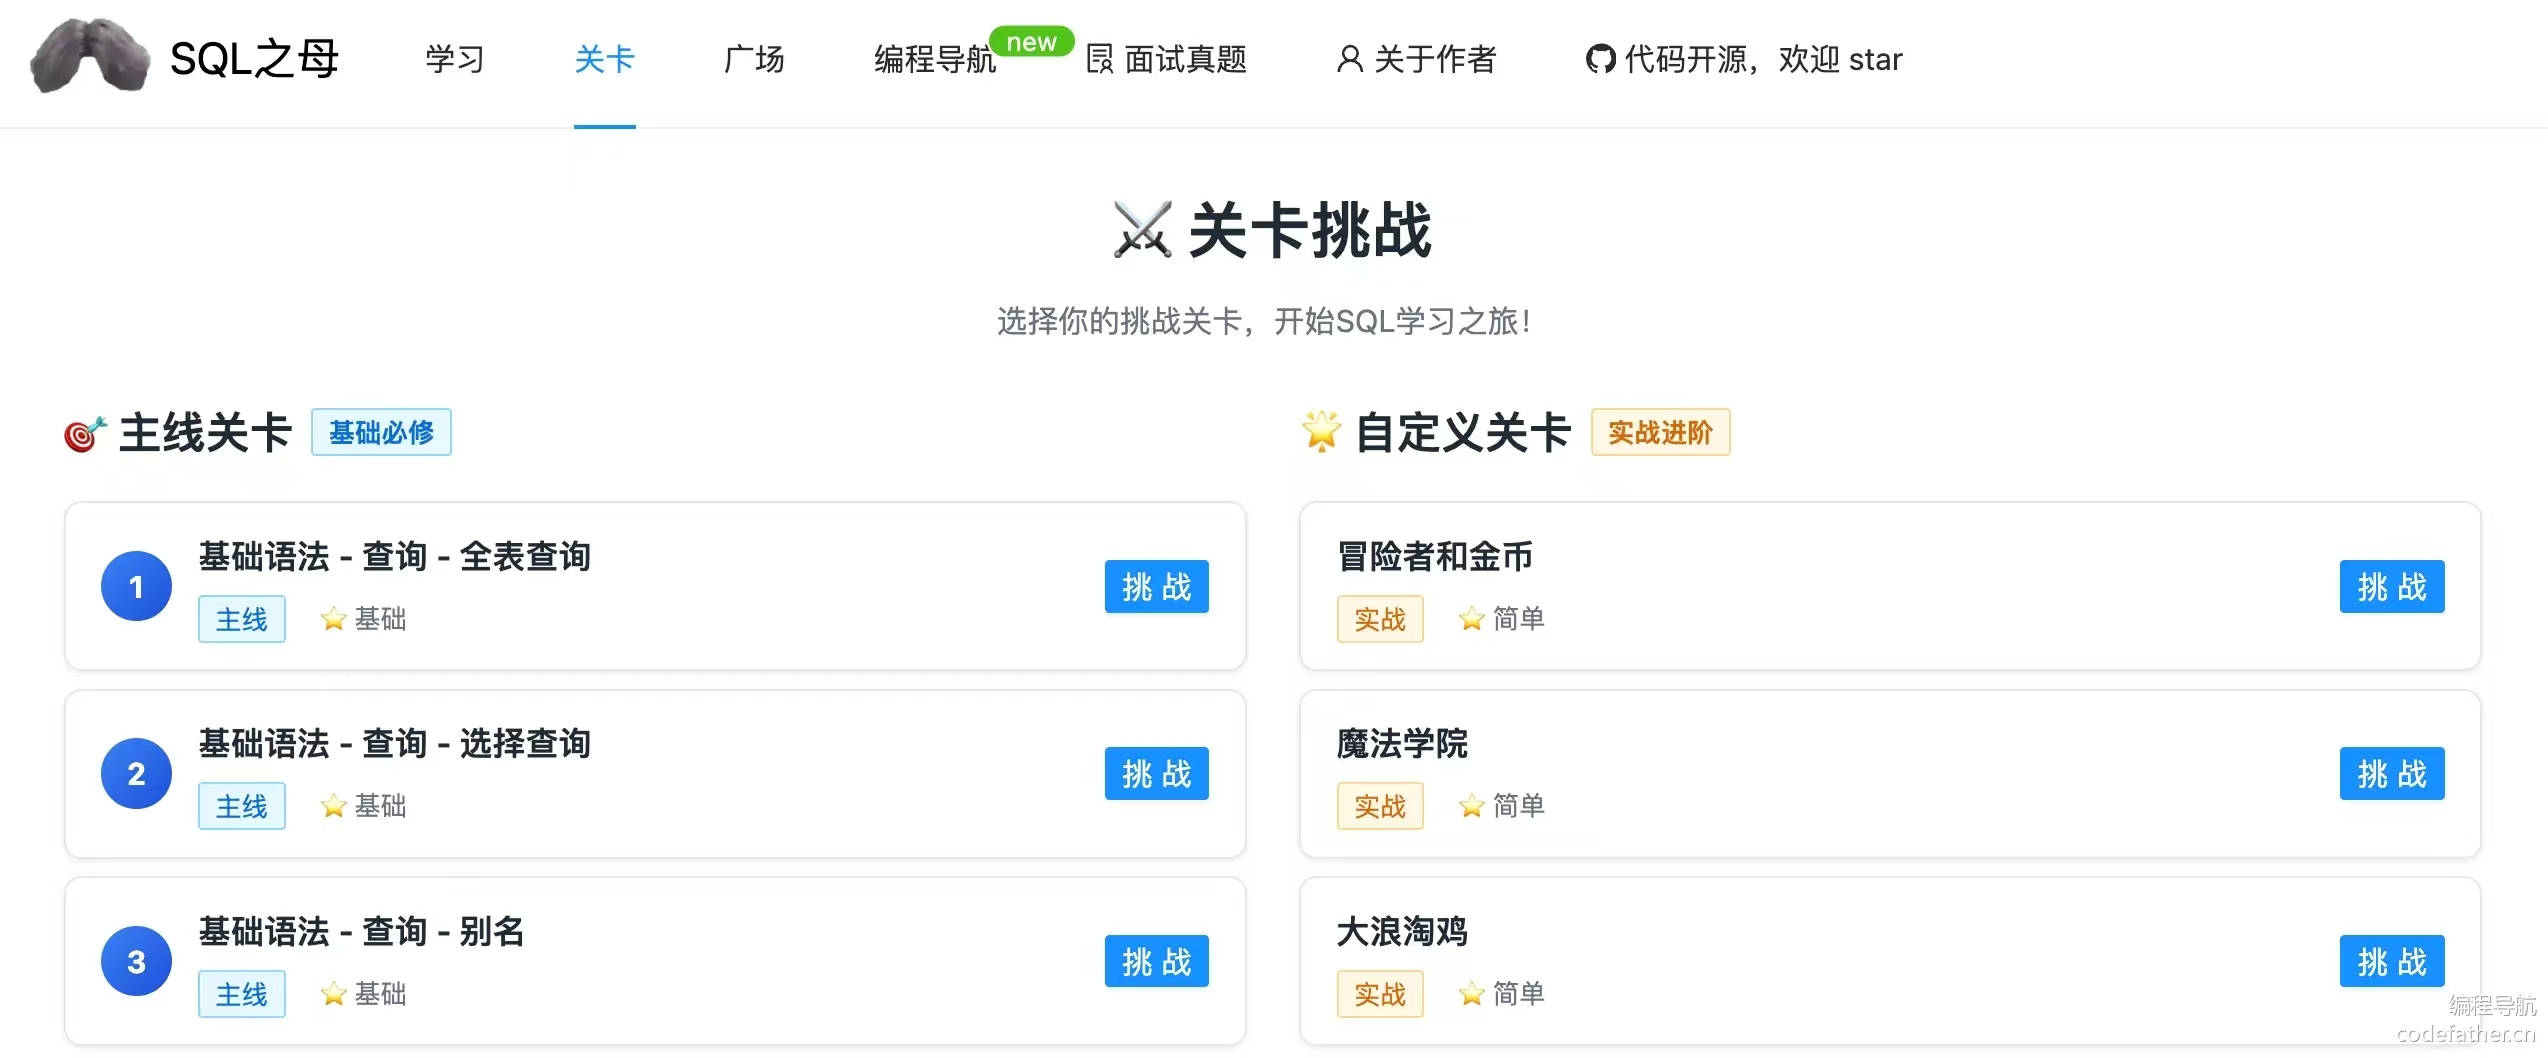 SQL之母 学习 关卡 广场 编程导航 new 面试真题 关于作者 代码开源，欢迎 star
关卡挑战
选择你的挑战关卡，开始SQL学习之旅！
主线关卡 基础必修
1
基础语法 - 查询 - 全表查询
主线 基础
挑 战
2
基础语法 - 查询 - 选择查询
主线 基础
挑 战
3
基础语法 - 查询 - 别名
主线 基础
挑 战
自定义关卡 实战进阶
冒险者和金币
实战 简单
挑 战
魔法学院
实战 简单
挑 战
大浪淘鸡
实战 简单
挑 战
编程导航
codefather.cn